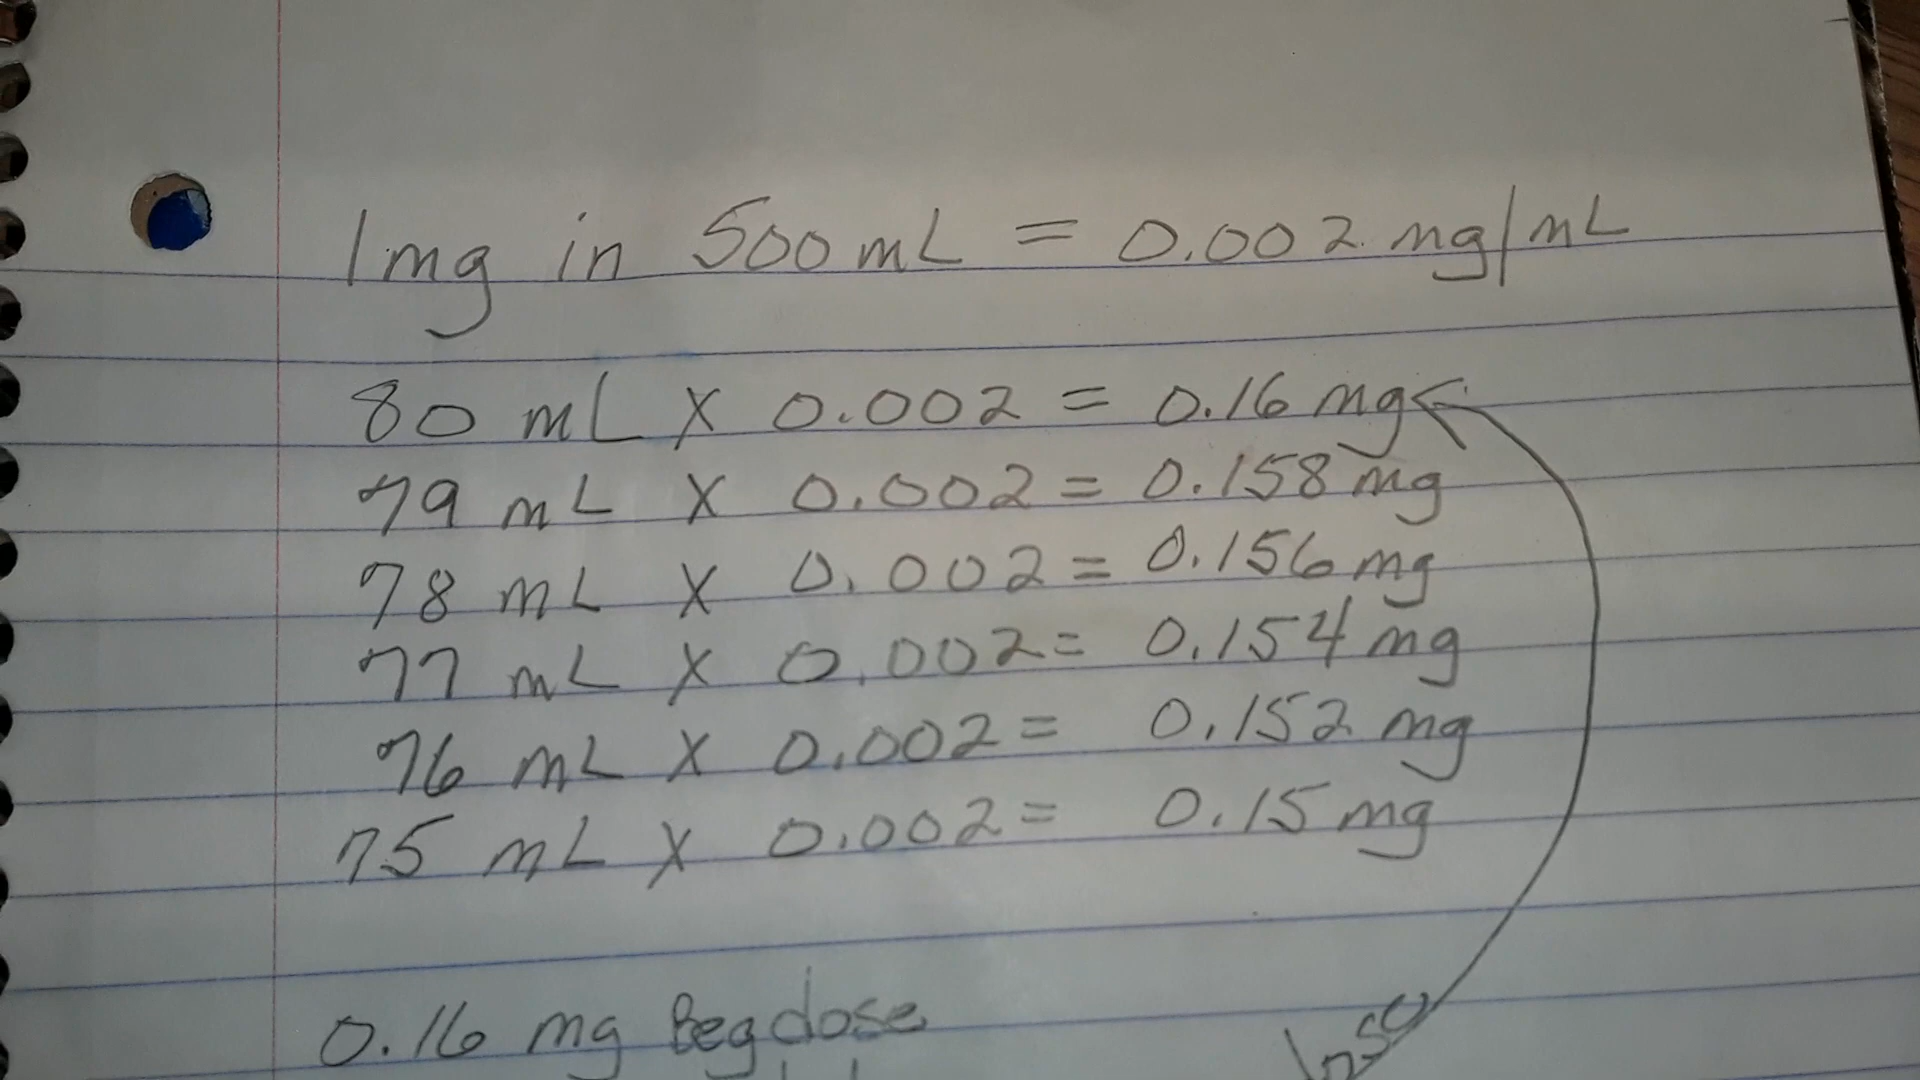 1mg in 500 mL = 0.002 mg/mL
80 mL X 0.002 = 0.16 mg
79 mL X 0.002 = 0.158 mg
78 mL X 0.002 = 0.156 mg
77 mL X 0.002 = 0.154 mg
76 mL X 0.002 = 0.152 mg
75 mL X 0.002 = 0.15 mg
0.16 mg Beg dose